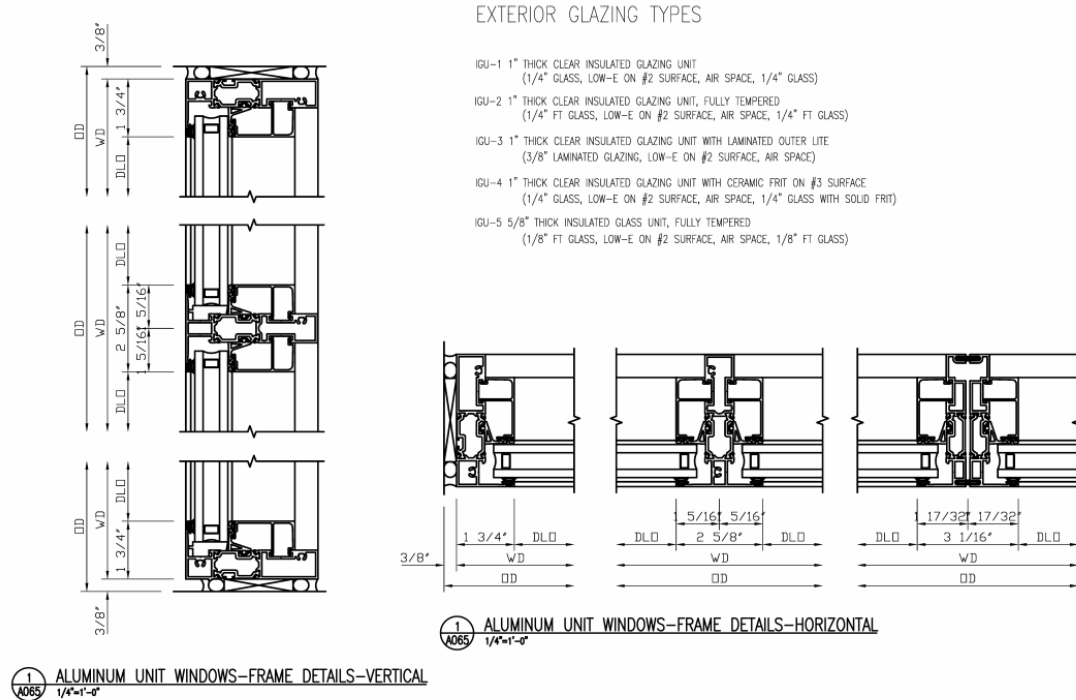 EXTERIOR GLAZING TYPES
IGU-1 1" THICK CLEAR INSULATED GLAZING UNIT
(1/4" GLASS, LOW-E ON #2 SURFACE, AIR SPACE, 1/4" GLASS)
IGU-2 1" THICK CLEAR INSULATED GLAZING UNIT, FULLY TEMPERED
(1/4" FT GLASS, LOW-E ON #2 SURFACE, AIR SPACE, 1/4" FT GLASS)
IGU-3 1" THICK CLEAR INSULATED GLAZING UNIT WITH LAMINATED OUTER LITE
(3/8" LAMINATED GLAZING, LOW-E ON #2 SURFACE, AIR SPACE)
IGU-4 1" THICK CLEAR INSULATED GLAZING UNIT WITH CERAMIC FRIT ON #3 SURFACE
(1/4" GLASS, LOW-E ON #2 SURFACE, AIR SPACE, 1/4" GLASS WITH SOLID FRIT)
IGU-5 5/8" THICK INSULATED GLASS UNIT, FULLY TEMPERED
(1/8" FT GLASS, LOW-E ON #2 SURFACE, AIR SPACE, 1/8" FT GLASS)
3/8"
OD
WD
1 3/4"
DLO
DLO
OD
WD
2 5/8"
1 5/16"
5/16"
DLO
DLO
OD
WD
1 3/4"
3/8"
1 3/4" DLO
3/8" WD
OD
1 5/16" 5/16"
DLO 2 5/8" DLO
WD
OD
1 17/32" 17/32"
DLO 3 1/16" DLO
WD
OD
1 ALUMINUM UNIT WINDOWS-FRAME DETAILS-HORIZONTAL
A065 1/4"=1'-0"
1 ALUMINUM UNIT WINDOWS-FRAME DETAILS-VERTICAL
A065 1/4"=1'-0"